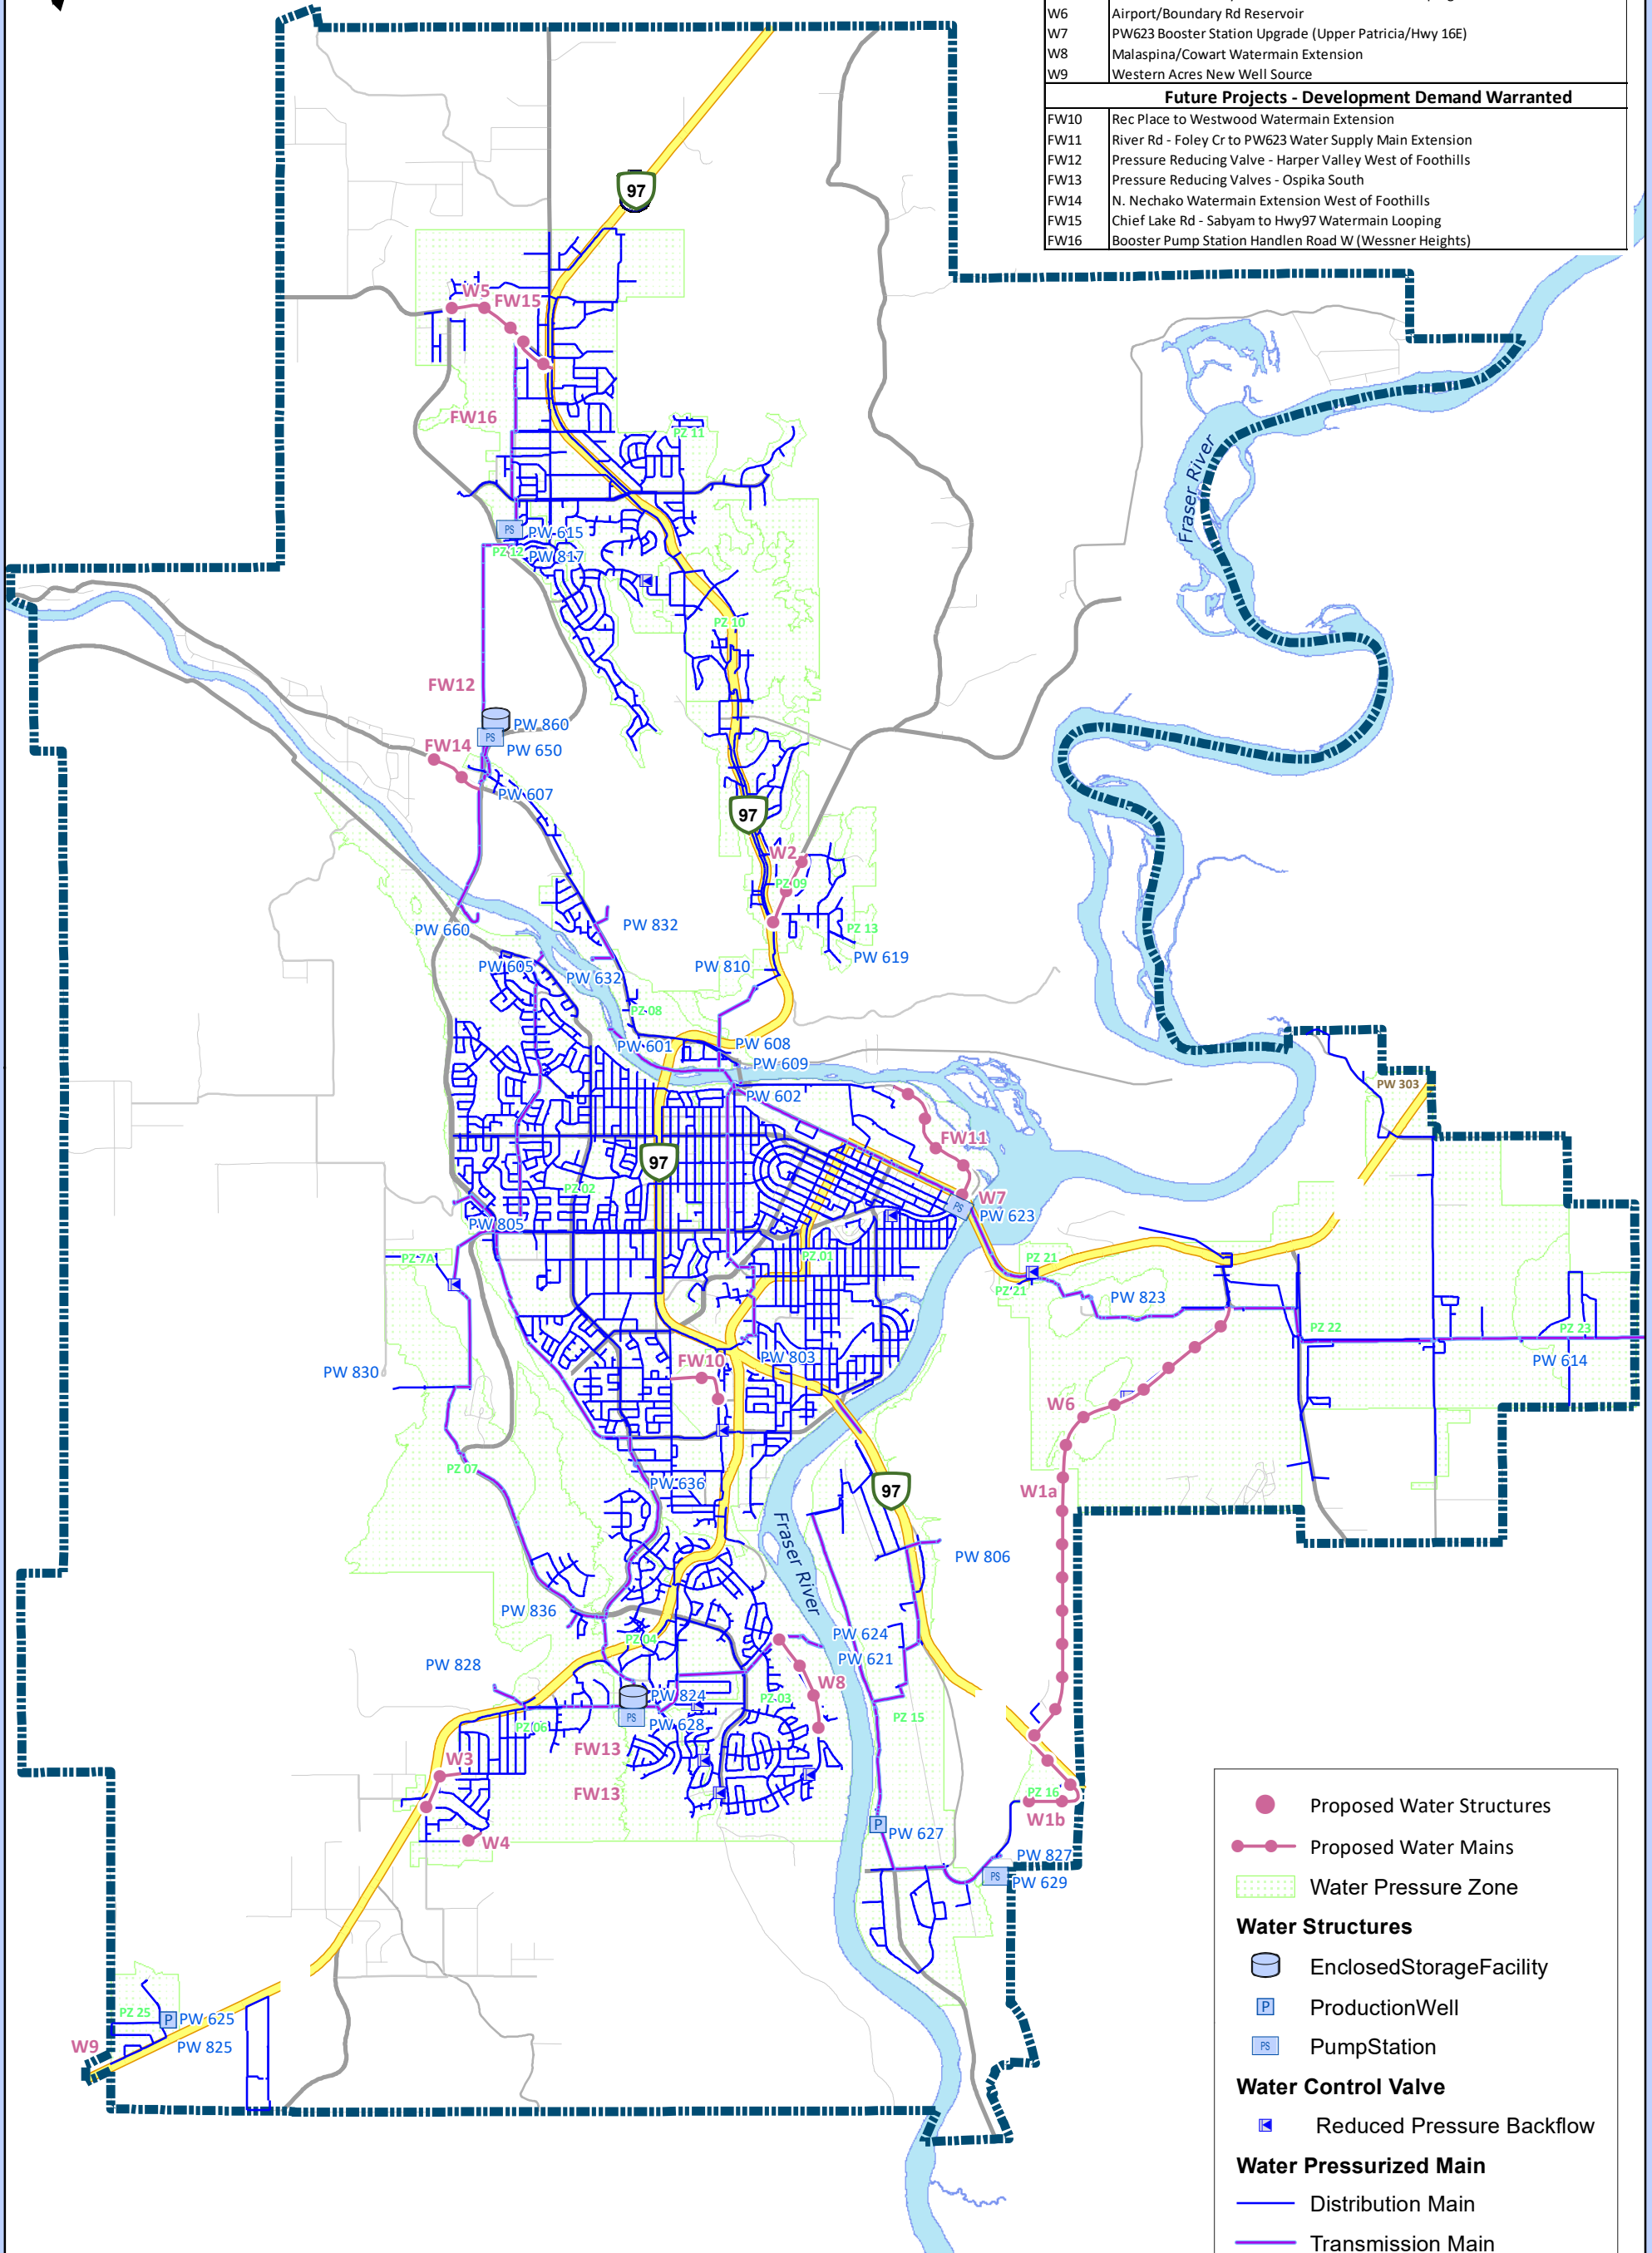 W6 Airport/Boundary Rd Reservoir
W7 PW623 Booster Station Upgrade (Upper Patricia/Hwy 16E)
W8 Malaspina/Cowart Watermain Extension
W9 Western Acres New Well Source
Future Projects - Development Demand Warranted
FW10 Rec Place to Westwood Watermain Extension
FW11 River Rd - Foley Cr to PW623 Water Supply Main Extension
FW12 Pressure Reducing Valve - Harper Valley West of Foothills
FW13 Pressure Reducing Valves - Ospika South
FW14 N. Nechako Watermain Extension West of Foothills
FW15 Chief Lake Rd - Sabyam to Hwy97 Watermain Looping
FW16 Booster Pump Station Handlen Road W (Wessner Heights)
97
W5
FW15
FW16
PZ 11
Fraser River
PS
PW 615
PZ 12
PW 817
PZ 10
FW12
PW 860
PS
FW14
PW 650
PW 607
97
W2
PZ 09
PW 832
PW 660
PZ 13
PW 619
PW 605
PW 810
PW 632
PZ 08
PW 601
PW 608
PW 609
PW 602
PW 303
FW11
97
PZ 02
W7
PS
PW 623
PW 805
PZ 7A
PZ 01
PZ 21
PZ 21
PW 823
PZ 22
PZ 23
PW 614
PW 830
FW10
PW 803
W6
PZ 07
PW 636
W1a
97
Fraser River
PW 806
PW 836
PZ 04
PW 624
PW 621
PW 828
W8
PW 824
PZ 03
PS
PW 628
PZ 06
PZ 15
FW13
W3
FW13
PZ 16
W1b
P
PW 627
W4
PW 827
PS
PW 629
PZ 25
P
PW 625
PW 825
W9
Proposed Water Structures
Proposed Water Mains
Water Pressure Zone
Water Structures
EnclosedStorageFacility
P ProductionWell
PS PumpStation
Water Control Valve
Reduced Pressure Backflow
Water Pressurized Main
Distribution Main
Transmission Main